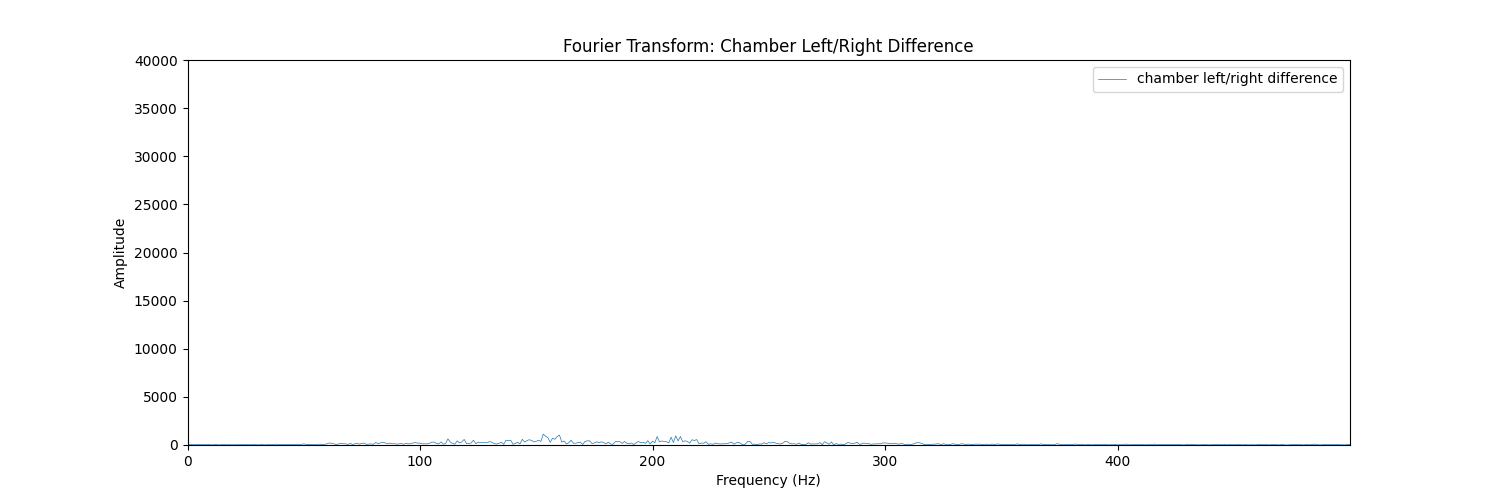 Fourier Transform: Chamber Left/Right Difference
40000
35000
30000
25000
20000
15000
10000
5000
0
Amplitude
chamber left/right difference
0 100 200 300 400
Frequency (Hz)